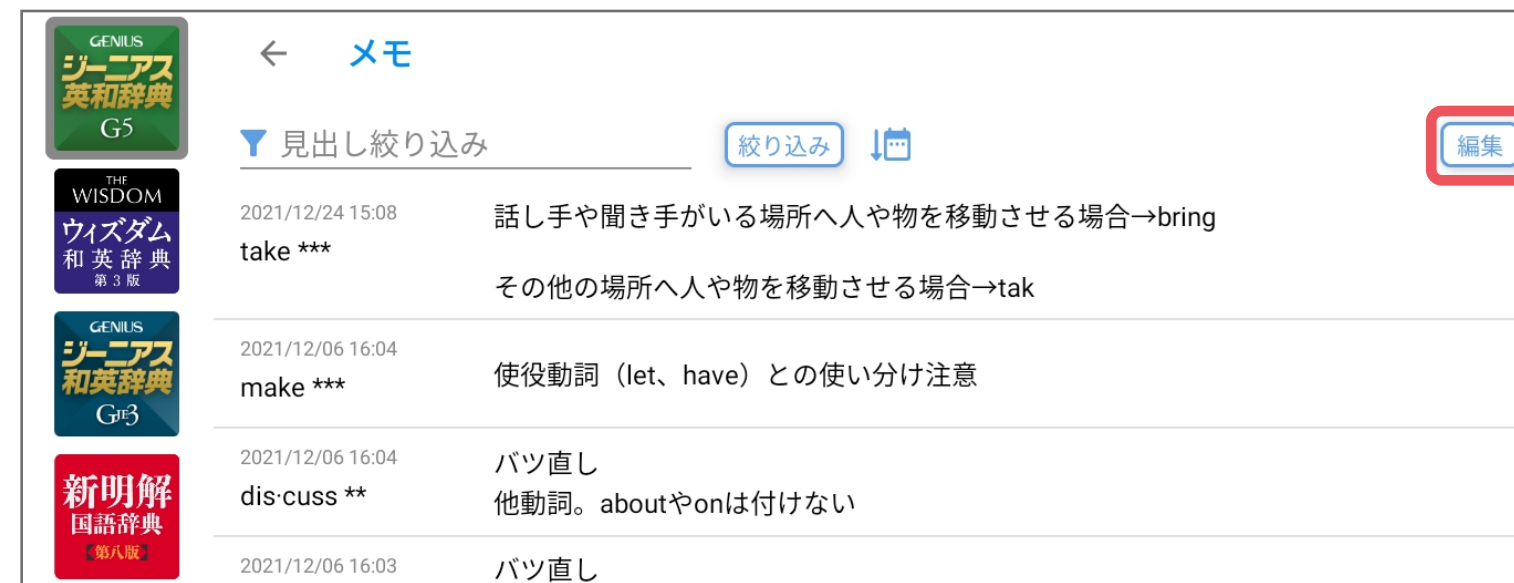 GENIUS
ジーニアス
英和辞典
G5
THE
WISDOM
ウィズダム
和英辞典
第3版
GENIUS
ジーニアス
和英辞典
GJE3
新明解
国語辞典
第八版
← メモ
見出し絞り込み 絞り込み 編集
2021/12/24 15:08
take ***
話し手や聞き手がいる場所へ人や物を移動させる場合→bring
その他の場所へ人や物を移動させる場合→tak
2021/12/06 16:04
make ***
使役動詞（let、have）との使い分け注意
2021/12/06 16:04
dis·cuss **
バツ直し
他動詞。aboutやonは付けない
2021/12/06 16:03
バツ直し